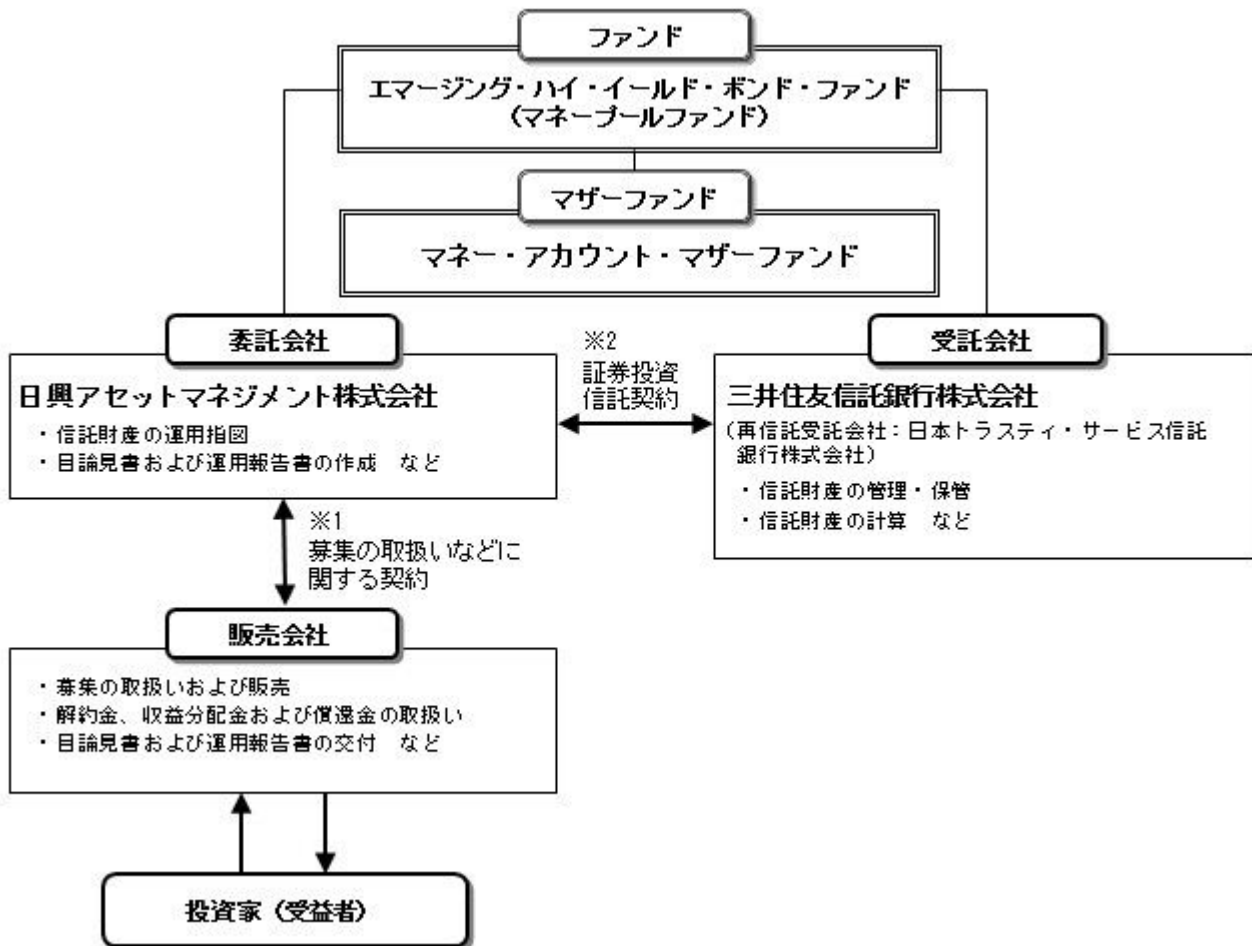 ファンド
エマージング・ハイ・イールド・ボンド・ファンド
（マネープールファンド）
マザーファンド
マネー・アカウント・マザーファンド
委託会社
日興アセットマネジメント株式会社
・信託財産の運用指図
・目論見書および運用報告書の作成　など
※2
証券投資
信託契約
受託会社
三井住友信託銀行株式会社
（再信託受託会社：日本トラスティ・サービス信託
銀行株式会社）
・信託財産の管理・保管
・信託財産の計算　など
※1
募集の取扱いなどに
関する契約
販売会社
・募集の取扱いおよび販売
・解約金、収益分配金および償還金の取扱い
・目論見書および運用報告書の交付　など
投資家（受益者）